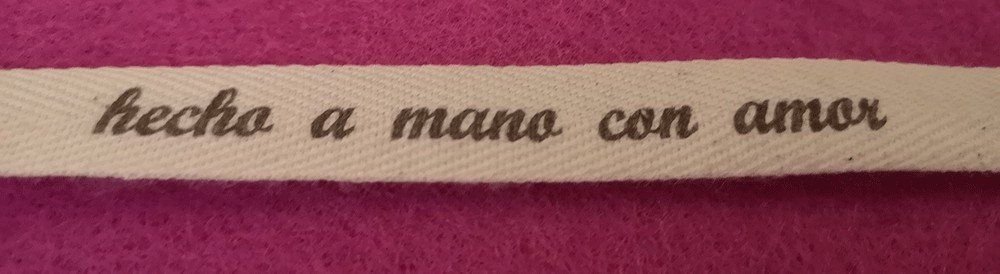 hecho a mano con amor